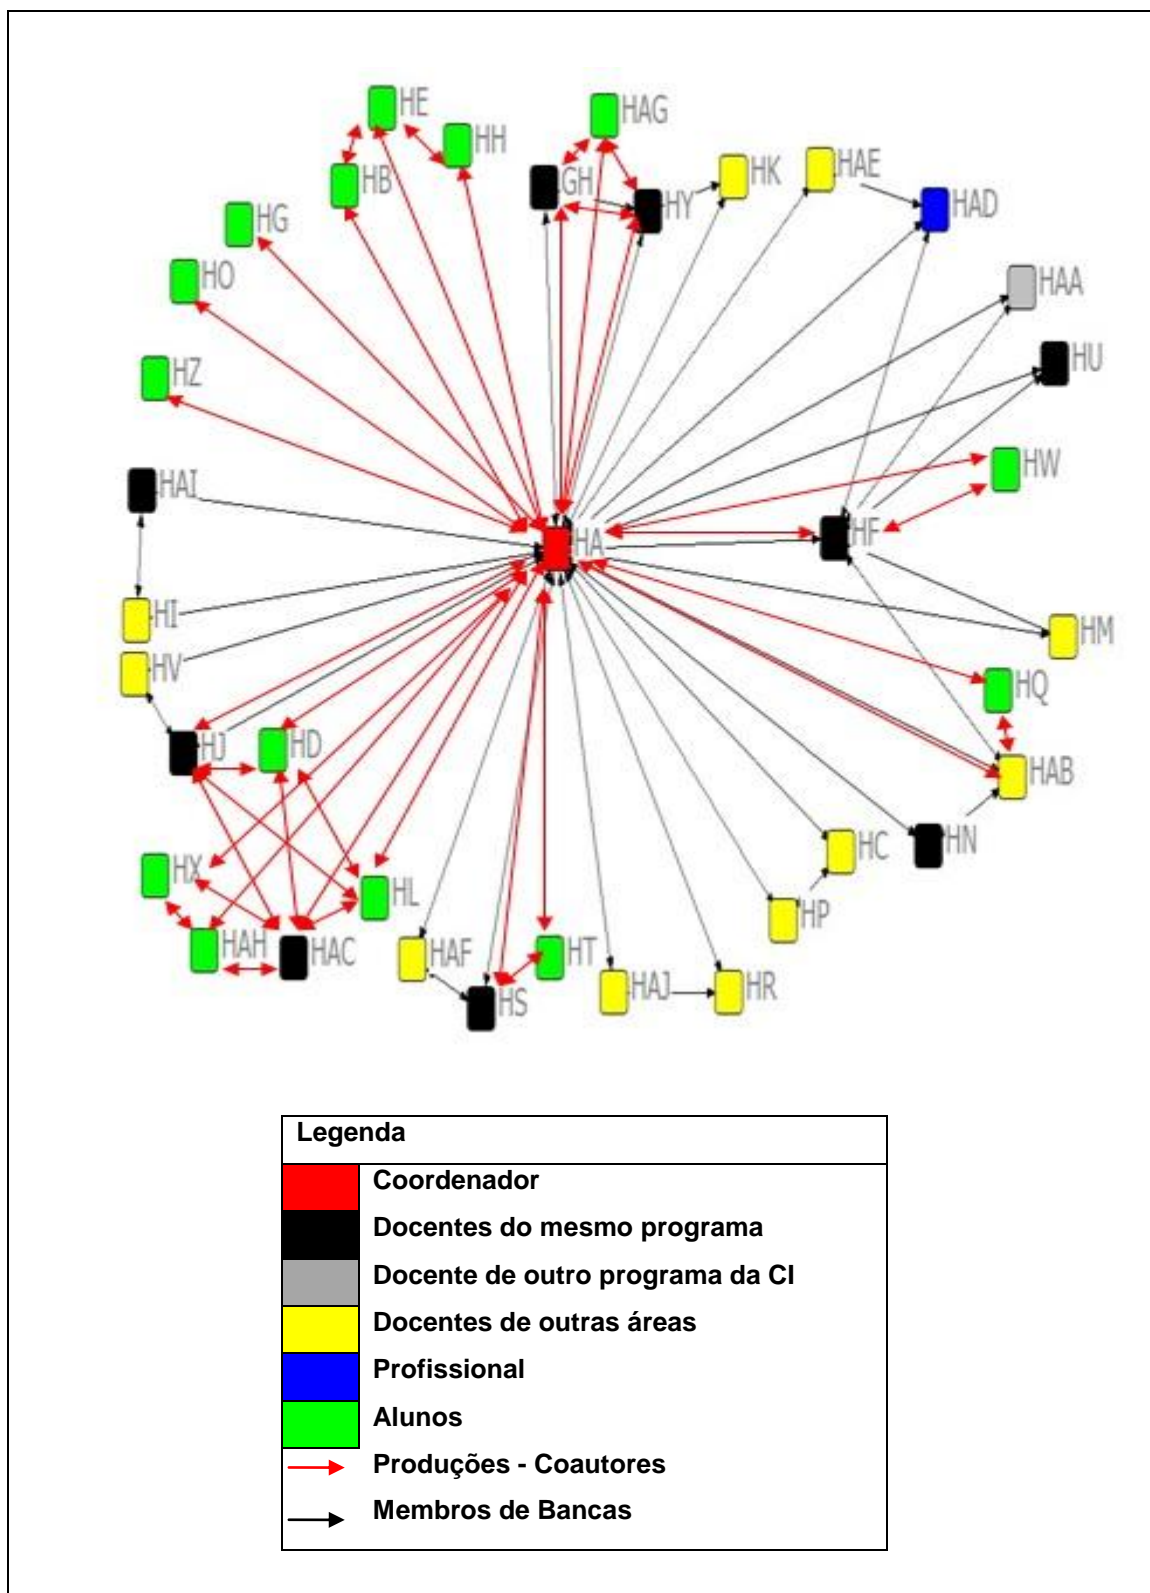 HE
HAG
HH
HK
HAE
HB
GH
HY
HAD
HG
HO
HAA
HZ
HU
HAI
HW
HA
HF
HI
HM
HV
HQ
HJ
HD
HAB
HC
HN
HX
HL
HP
HAH
HAC
HAF
HT
HS
HAJ
HR
Legenda
Coordenador
Docentes do mesmo programa
Docente de outro programa da CI
Docentes de outras áreas
Profissional
Alunos
Produções - Coautores
Membros de Bancas